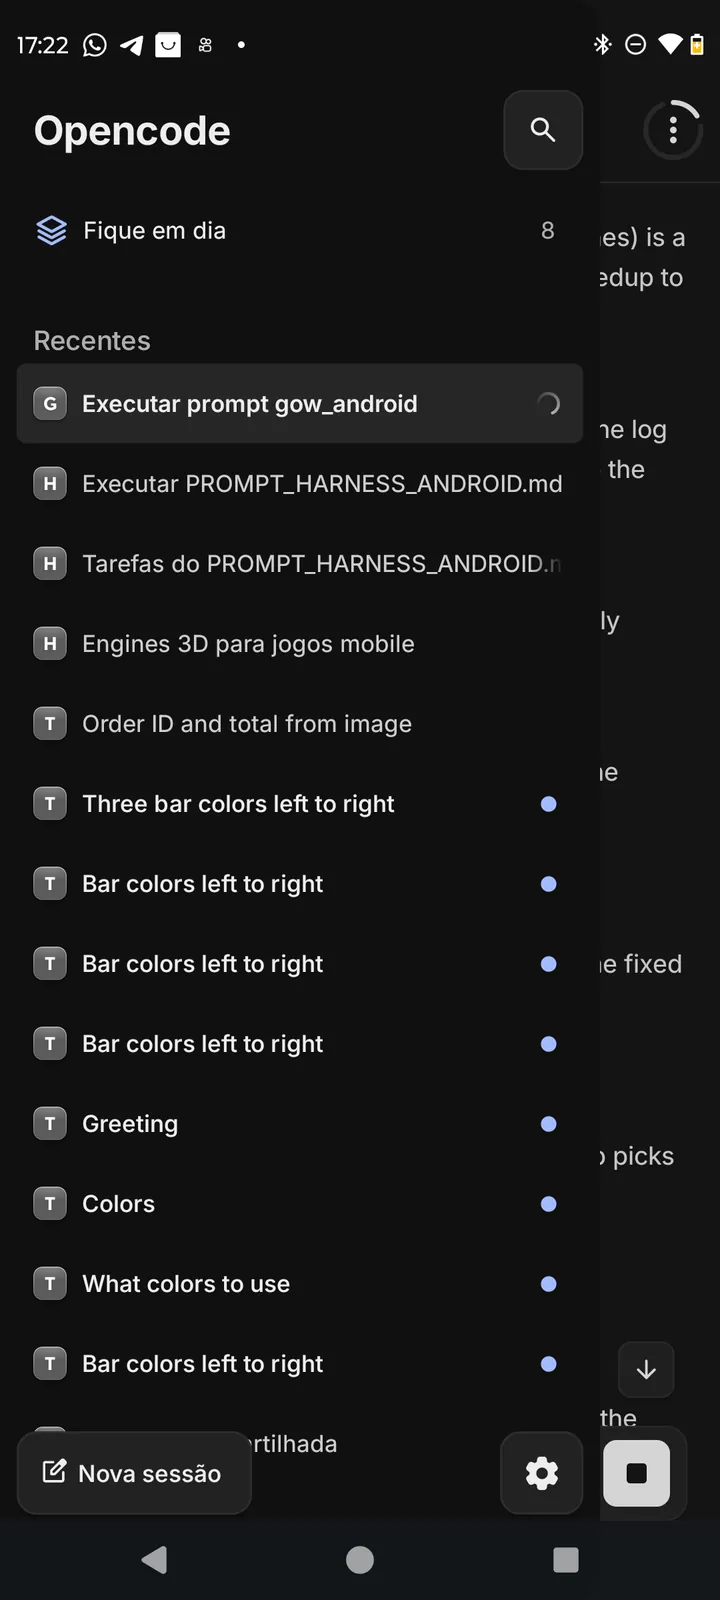 17:22
Opencode
Fique em dia 8
es) is a
edup to
Recentes
G Executar prompt gow_android
ne log
H Executar PROMPT_HARNESS_ANDROID.md
the
H Tarefas do PROMPT_HARNESS_ANDROID.m
ly
H Engines 3D para jogos mobile
T Order ID and total from image
ne
T Three bar colors left to right
T Bar colors left to right
T Bar colors left to right
e fixed
T Bar colors left to right
T Greeting
picks
T Colors
T What colors to use
T Bar colors left to right
the
rtilhada
Nova sessão